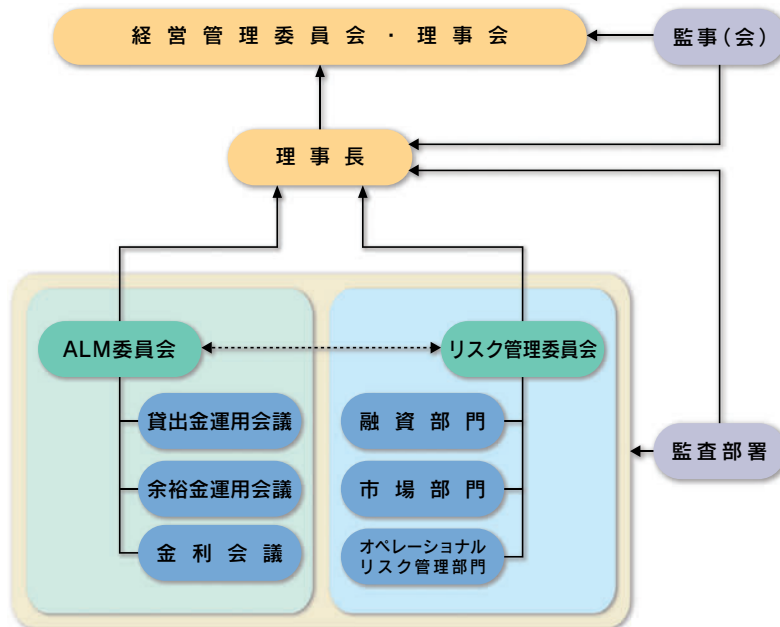 経営管理委員会・理事会
監事(会)
理事長
ALM委員会
リスク管理委員会
貸出金運用会議
融資部門
監査部署
余裕金運用会議
市場部門
金利会議
オペレーショナル
リスク管理部門